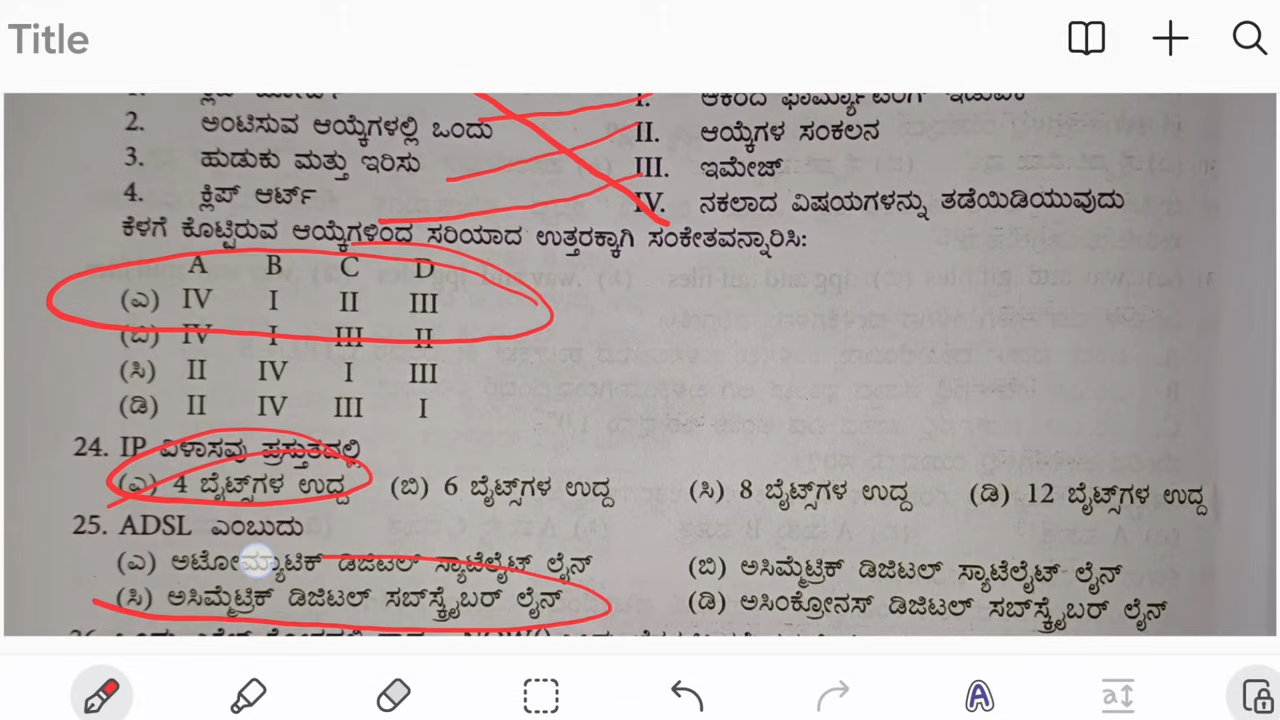 Title
2. ಅಂಟಿಸುವ ಆಯ್ಕೆಗಳಲ್ಲಿ ಒಂದು II. ಆಯ್ಕೆಗಳ ಸಂಕಲನ
3. ಹುಡುಕು ಮತ್ತು ಇರಿಸು III. ಇಮೇಜ್
4. ಕ್ಲಿಪ್ ಆರ್ಟ್ IV. ನಕಲಾದ ವಿಷಯಗಳನ್ನು ತಡೆಯಿಡಿಯುವುದು
ಕೆಳಗೆ ಕೊಟ್ಟಿರುವ ಆಯ್ಕೆಗಳಿಂದ ಸರಿಯಾದ ಉತ್ತರಕ್ಕಾಗಿ ಸಂಕೇತವನ್ನಾರಿಸಿ:
A B C D
(ಎ) IV I II III
(ಬಿ) IV I III II
(ಸಿ) II IV I III
(ಡಿ) II IV III I
24. IP ವಿಳಾಸವು ಪ್ರಸ್ತುತದಲ್ಲಿ
(ಎ) 4 ಬೈಟ್ಸ್‌ಗಳ ಉದ್ದ (ಬಿ) 6 ಬೈಟ್ಸ್‌ಗಳ ಉದ್ದ (ಸಿ) 8 ಬೈಟ್ಸ್‌ಗಳ ಉದ್ದ (ಡಿ) 12 ಬೈಟ್ಸ್‌ಗಳ ಉದ್ದ
25. ADSL ಎಂಬುದು
(ಎ) ಅಟೋಮ್ಯಾಟಿಕ್ ಡಿಜಿಟಲ್ ಸ್ಯಾಟೆಲೈಟ್ ಲೈನ್ (ಬಿ) ಅಸಿಮ್ಮೆಟ್ರಿಕ್ ಡಿಜಿಟಲ್ ಸ್ಯಾಟೆಲೈಟ್ ಲೈನ್
(ಸಿ) ಅಸಿಮ್ಮೆಟ್ರಿಕ್ ಡಿಜಿಟಲ್ ಸಬ್‌ಸ್ಕ್ರೈಬರ್ ಲೈನ್ (ಡಿ) ಅಸಿಂಕ್ರೋನಸ್ ಡಿಜಿಟಲ್ ಸಬ್‌ಸ್ಕ್ರೈಬರ್ ಲೈನ್